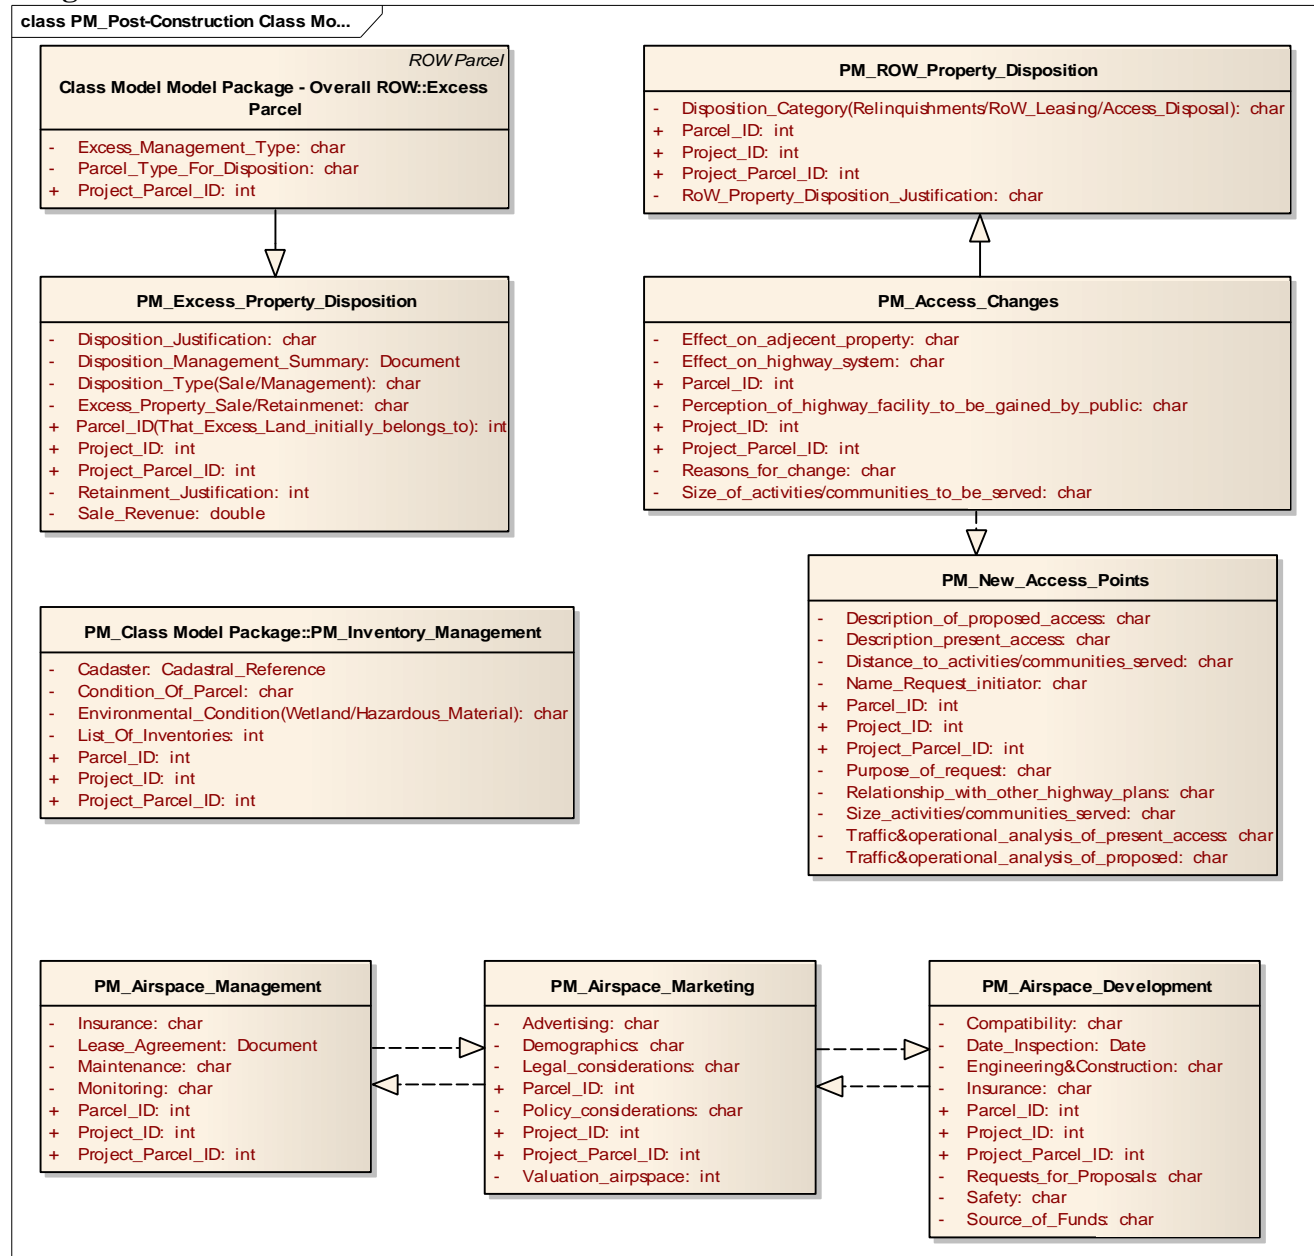 class PM_Post-Construction Class Mo...
ROW Parcel
Class Model Model Package - Overall ROW::Excess
Parcel
- Excess_Management_Type: char
- Parcel_Type_For_Disposition: char
+ Project_Parcel_ID: int
PM_ROW_Property_Disposition
- Disposition_Category(Relinquishments/RoW_Leasing/Access_Disposal): char
+ Parcel_ID: int
+ Project_ID: int
+ Project_Parcel_ID: int
- RoW_Property_Disposition_Justification: char
PM_Excess_Property_Disposition
- Disposition_Justification: char
- Disposition_Management_Summary: Document
- Disposition_Type(Sale/Management): char
- Excess_Property_Sale/Retainmenet: char
+ Parcel_ID(That_Excess_Land_initially_belongs_to): int
+ Project_ID: int
+ Project_Parcel_ID: int
- Retainment_Justification: int
- Sale_Revenue: double
PM_Access_Changes
- Effect_on_adjecent_property: char
- Effect_on_highway_system: char
+ Parcel_ID: int
- Perception_of_highway_facility_to_be_gained_by_public: char
+ Project_ID: int
+ Project_Parcel_ID: int
- Reasons_for_change: char
- Size_of_activities/communities_to_be_served: char
PM_New_Access_Points
- Description_of_proposed_access: char
- Description_present_access: char
- Distance_to_activities/communities_served: char
- Name_Request_initiator: char
+ Parcel_ID: int
+ Project_ID: int
+ Project_Parcel_ID: int
- Purpose_of_request: char
- Relationship_with_other_highway_plans: char
- Size_activities/communities_served: char
- Traffic&operational_analysis_of_present_access: char
- Traffic&operational_analysis_of_proposed: char
PM_Class Model Package::PM_Inventory_Management
- Cadaster: Cadastral_Reference
- Condition_Of_Parcel: char
- Environmental_Condition(Wetland/Hazardous_Material): char
- List_Of_Inventories: int
+ Parcel_ID: int
+ Project_ID: int
+ Project_Parcel_ID: int
PM_Airspace_Management
- Insurance: char
- Lease_Agreement: Document
- Maintenance: char
- Monitoring: char
+ Parcel_ID: int
+ Project_ID: int
+ Project_Parcel_ID: int
PM_Airspace_Marketing
- Advertising: char
- Demographics: char
- Legal_considerations: char
+ Parcel_ID: int
- Policy_considerations: char
+ Project_ID: int
+ Project_Parcel_ID: int
- Valuation_airpspace: int
PM_Airspace_Development
- Compatibility: char
- Date_Inspection: Date
- Engineering&Construction: char
- Insurance: char
+ Parcel_ID: int
+ Project_ID: int
+ Project_Parcel_ID: int
- Requests_for_Proposals: char
- Safety: char
- Source_of_Funds: char